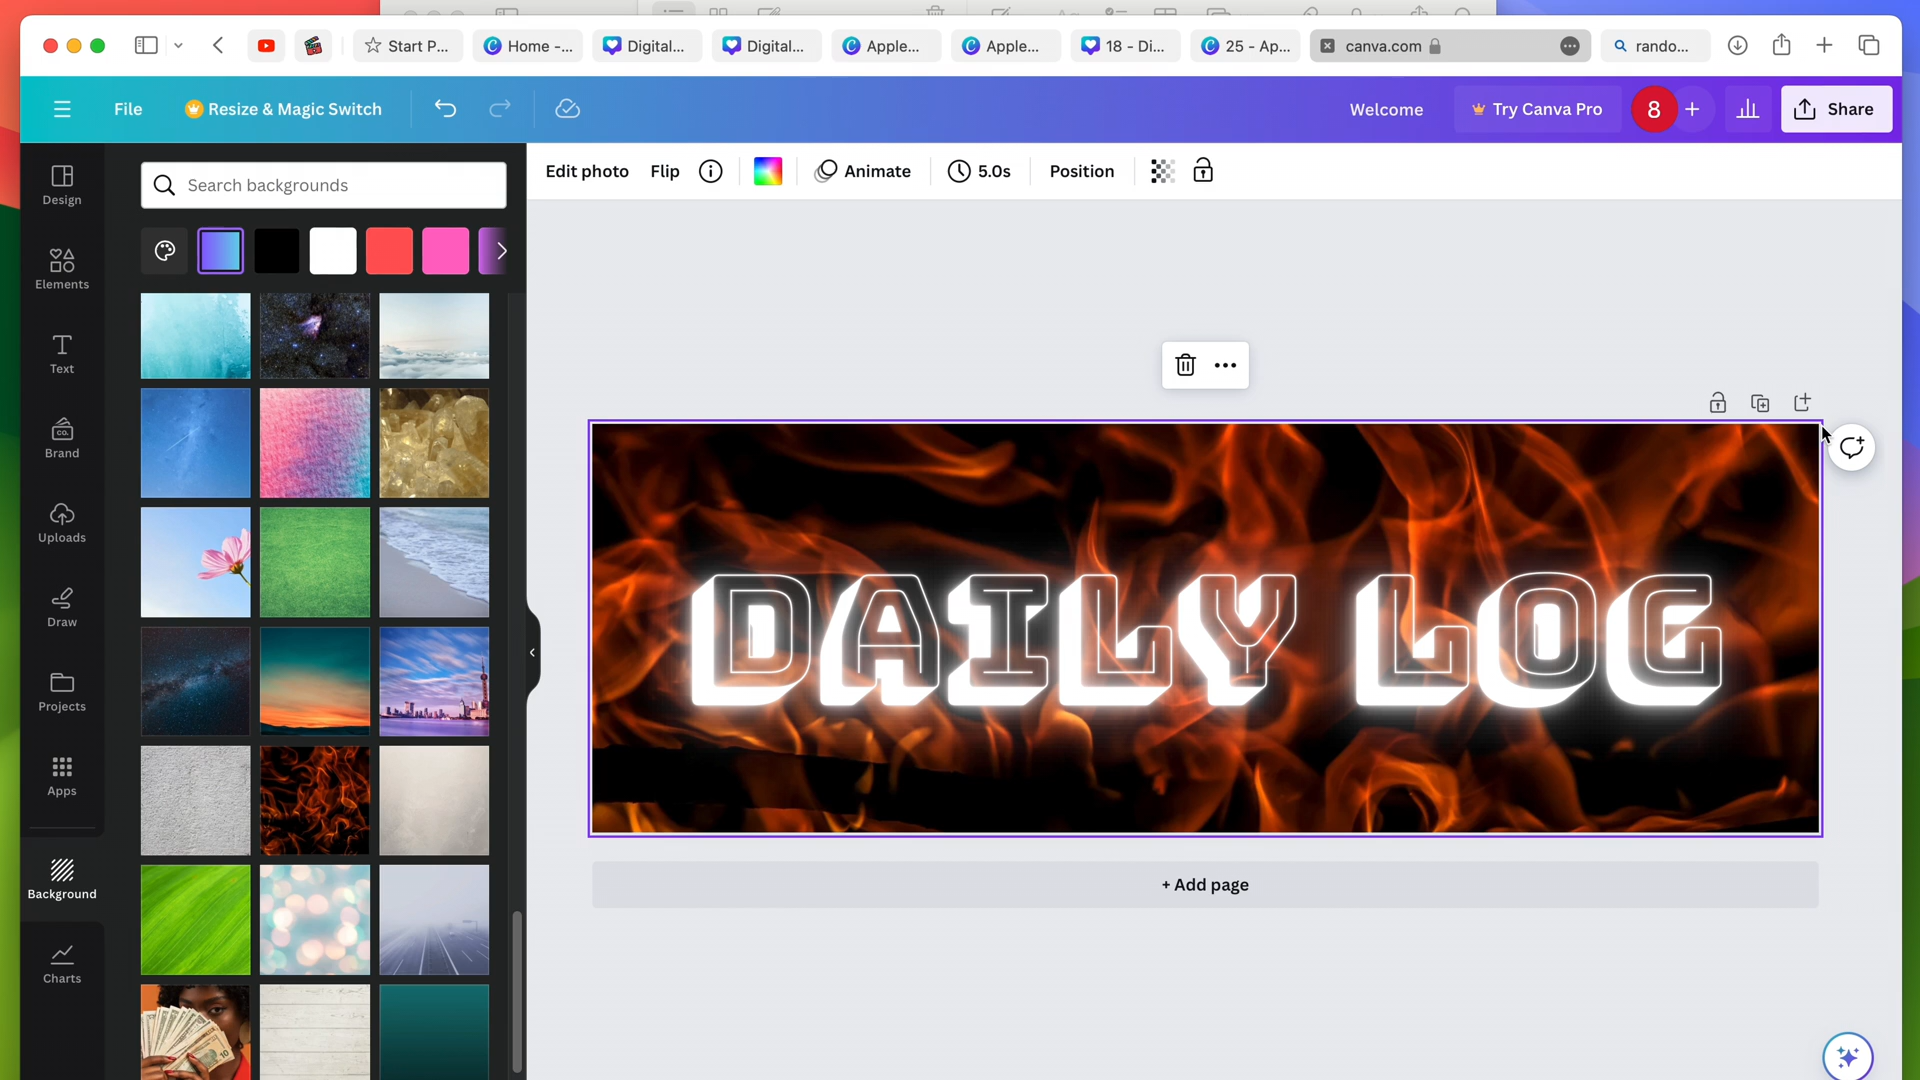 Start P...
Home -...
Digital...
Digital...
Apple...
Apple...
18 - Di...
25 - Ap...
canva.com
rando...
File
Resize & Magic Switch
Welcome
Try Canva Pro
8
Share
Design
Elements
Text
CO.
Brand
Uploads
Draw
Projects
Apps
Background
Charts
Search backgrounds
Edit photo
Flip
Animate
5.0s
Position
DAILY LOG
+ Add page